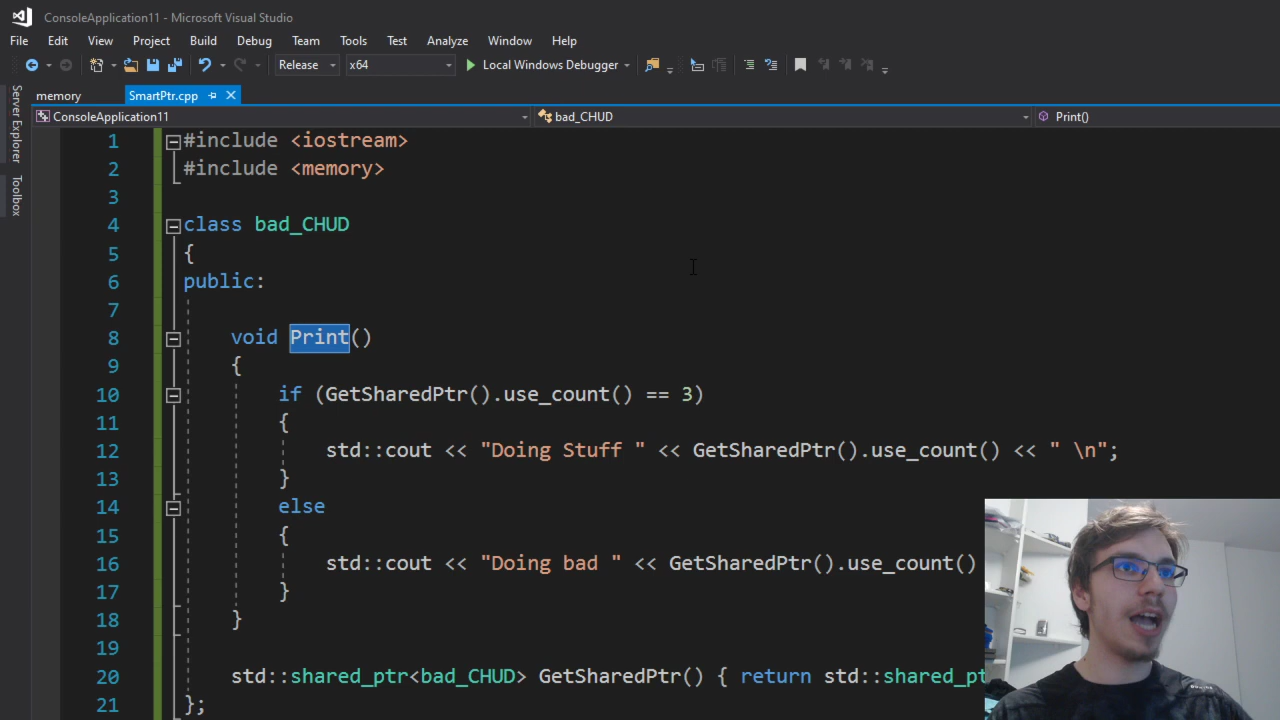 ConsoleApplication11 - Microsoft Visual Studio
File Edit View Project Build Debug Team Tools Test Analyze Window Help
Release x64 Local Windows Debugger
memory SmartPtr.cpp
ConsoleApplication11 bad_CHUD Print()
Server Explorer
Toolbox
1 #include <iostream>
2 #include <memory>
3
4 class bad_CHUD
5 {
6 public:
7
8 void Print()
9 {
10 if (GetSharedPtr().use_count() == 3)
11 {
12 std::cout << "Doing Stuff " << GetSharedPtr().use_count() << " \n";
13 }
14 else
15 {
16 std::cout << "Doing bad " << GetSharedPtr().use_count()
17 }
18 }
19
20 std::shared_ptr<bad_CHUD> GetSharedPtr() { return std::shared_pt
21 };